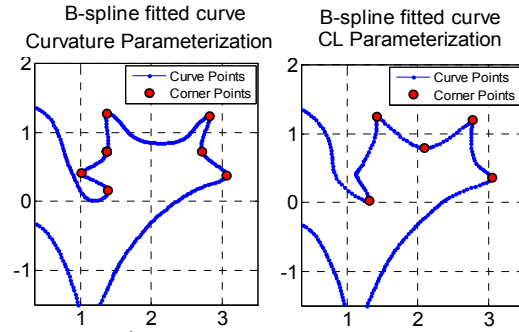 B-spline fitted curve
Curvature Parameterization
Curve Points
Corner Points
2
1
0
-1
1
2
3
B-spline fitted curve
CL Parameterization
Curve Points
Corner Points
2
1
0
-1
1
2
3